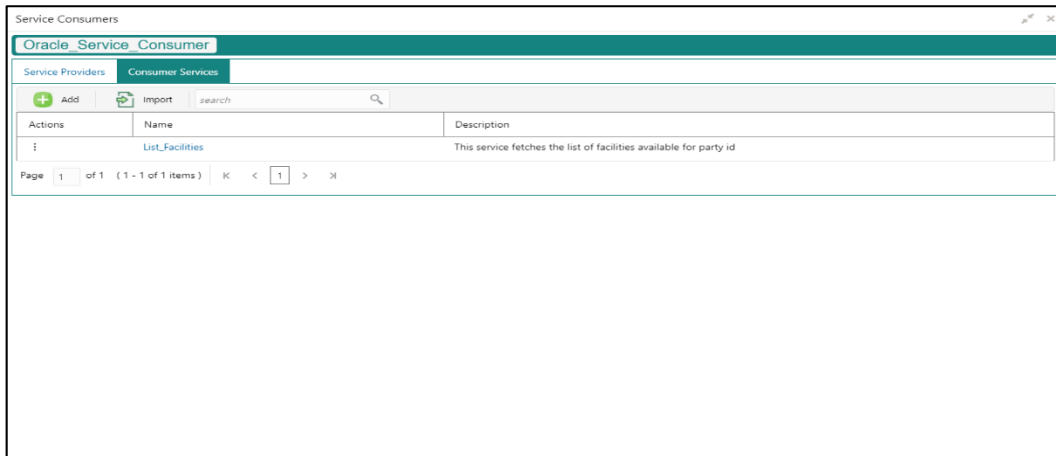 Service Consumers
Oracle_Service_Consumer
Service Providers Consumer Services
Add Import search
Actions Name Description
List_Facilities This service fetches the list of facilities available for party id
Page 1 of 1 (1 - 1 of 1 items) 1